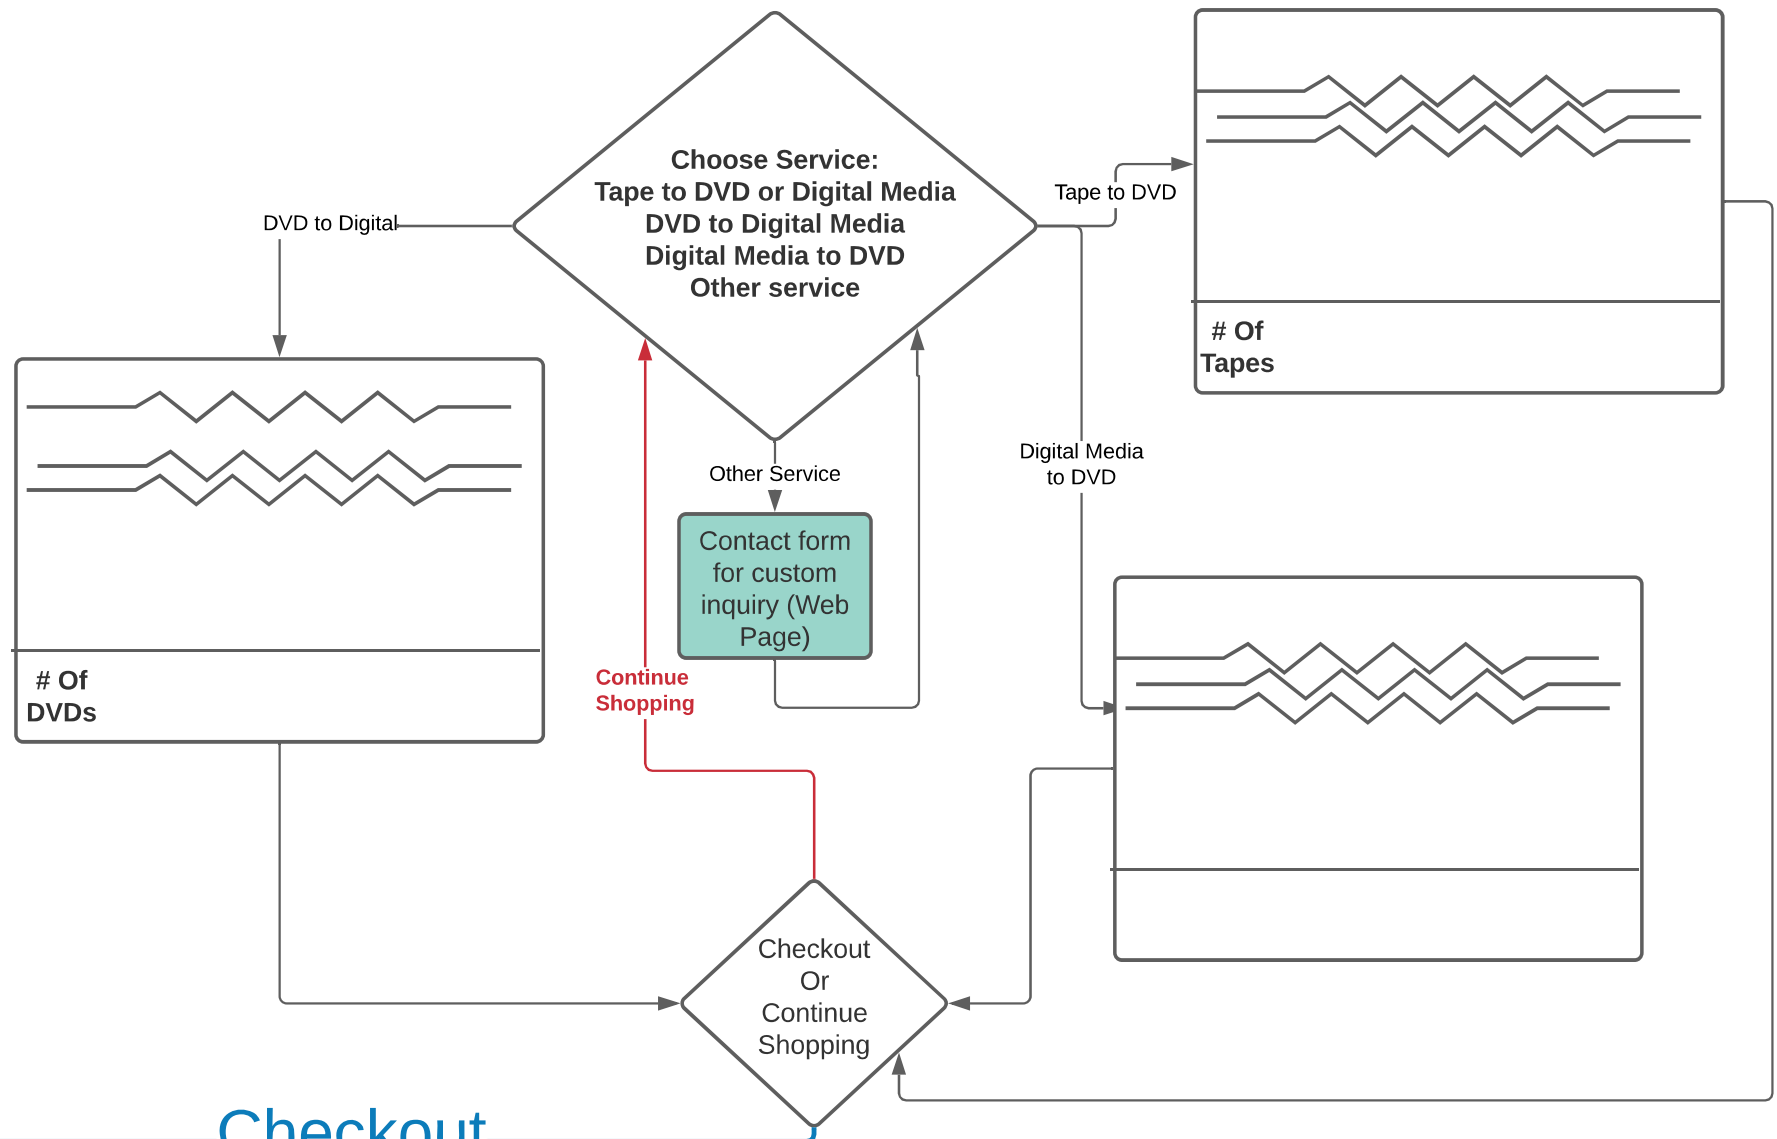 Choose Service:
Tape to DVD or Digital Media
DVD to Digital Media
Digital Media to DVD
Other service
DVD to Digital
Tape to DVD
# Of
Tapes
Other Service
Digital Media
to DVD
Contact form
for custom
inquiry (Web
Page)
# Of
DVDs
Continue
Shopping
Checkout
Or
Continue
Shopping
Checkout